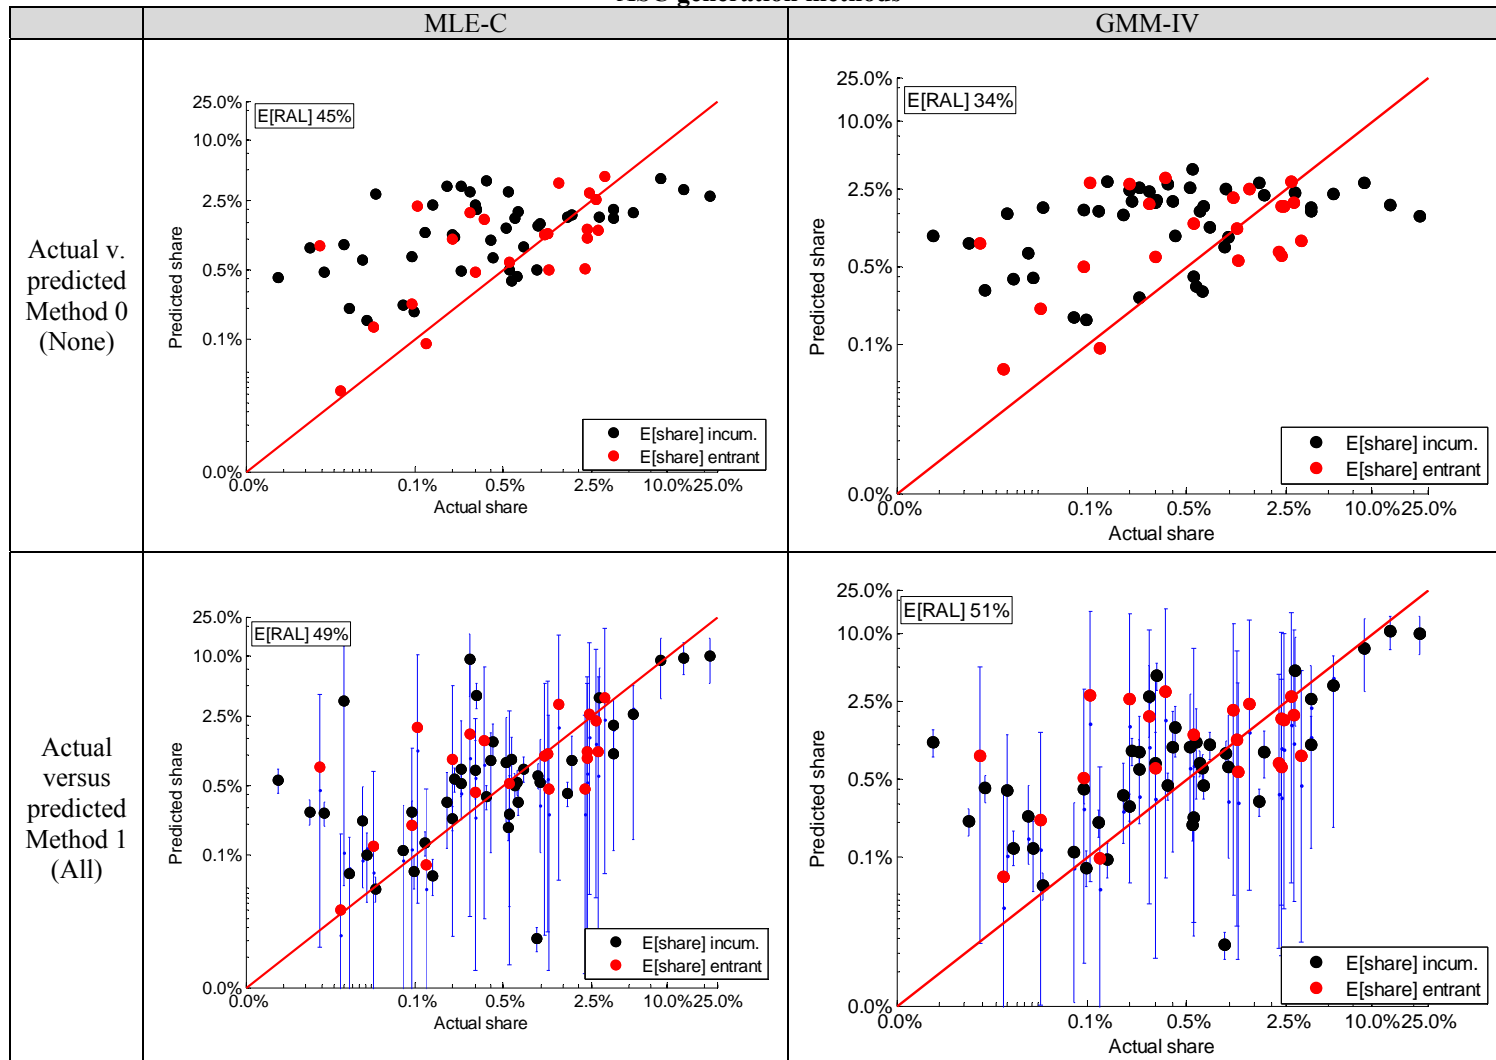 ASC generation methods
MLE-C
GMM-IV
Actual v.
predicted
Method 0
(None)
25.0%
10.0%
2.5%
0.5%
0.1%
0.0%
Predicted share
E[RAL] 45%
E[share] incum.
E[share] entrant
0.0%
0.1%
0.5%
2.5%
10.0%
25.0%
Actual share
25.0%
10.0%
2.5%
0.5%
0.1%
0.0%
Predicted share
E[RAL] 34%
E[share] incum.
E[share] entrant
0.0%
0.1%
0.5%
2.5%
10.0%
25.0%
Actual share
Actual
versus
predicted
Method 1
(All)
25.0%
10.0%
2.5%
0.5%
0.1%
0.0%
Predicted share
E[RAL] 49%
E[share] incum.
E[share] entrant
0.0%
0.1%
0.5%
2.5%
10.0%
25.0%
Actual share
25.0%
10.0%
2.5%
0.5%
0.1%
0.0%
Predicted share
E[RAL] 51%
E[share] incum.
E[share] entrant
0.0%
0.1%
0.5%
2.5%
10.0%
25.0%
Actual share